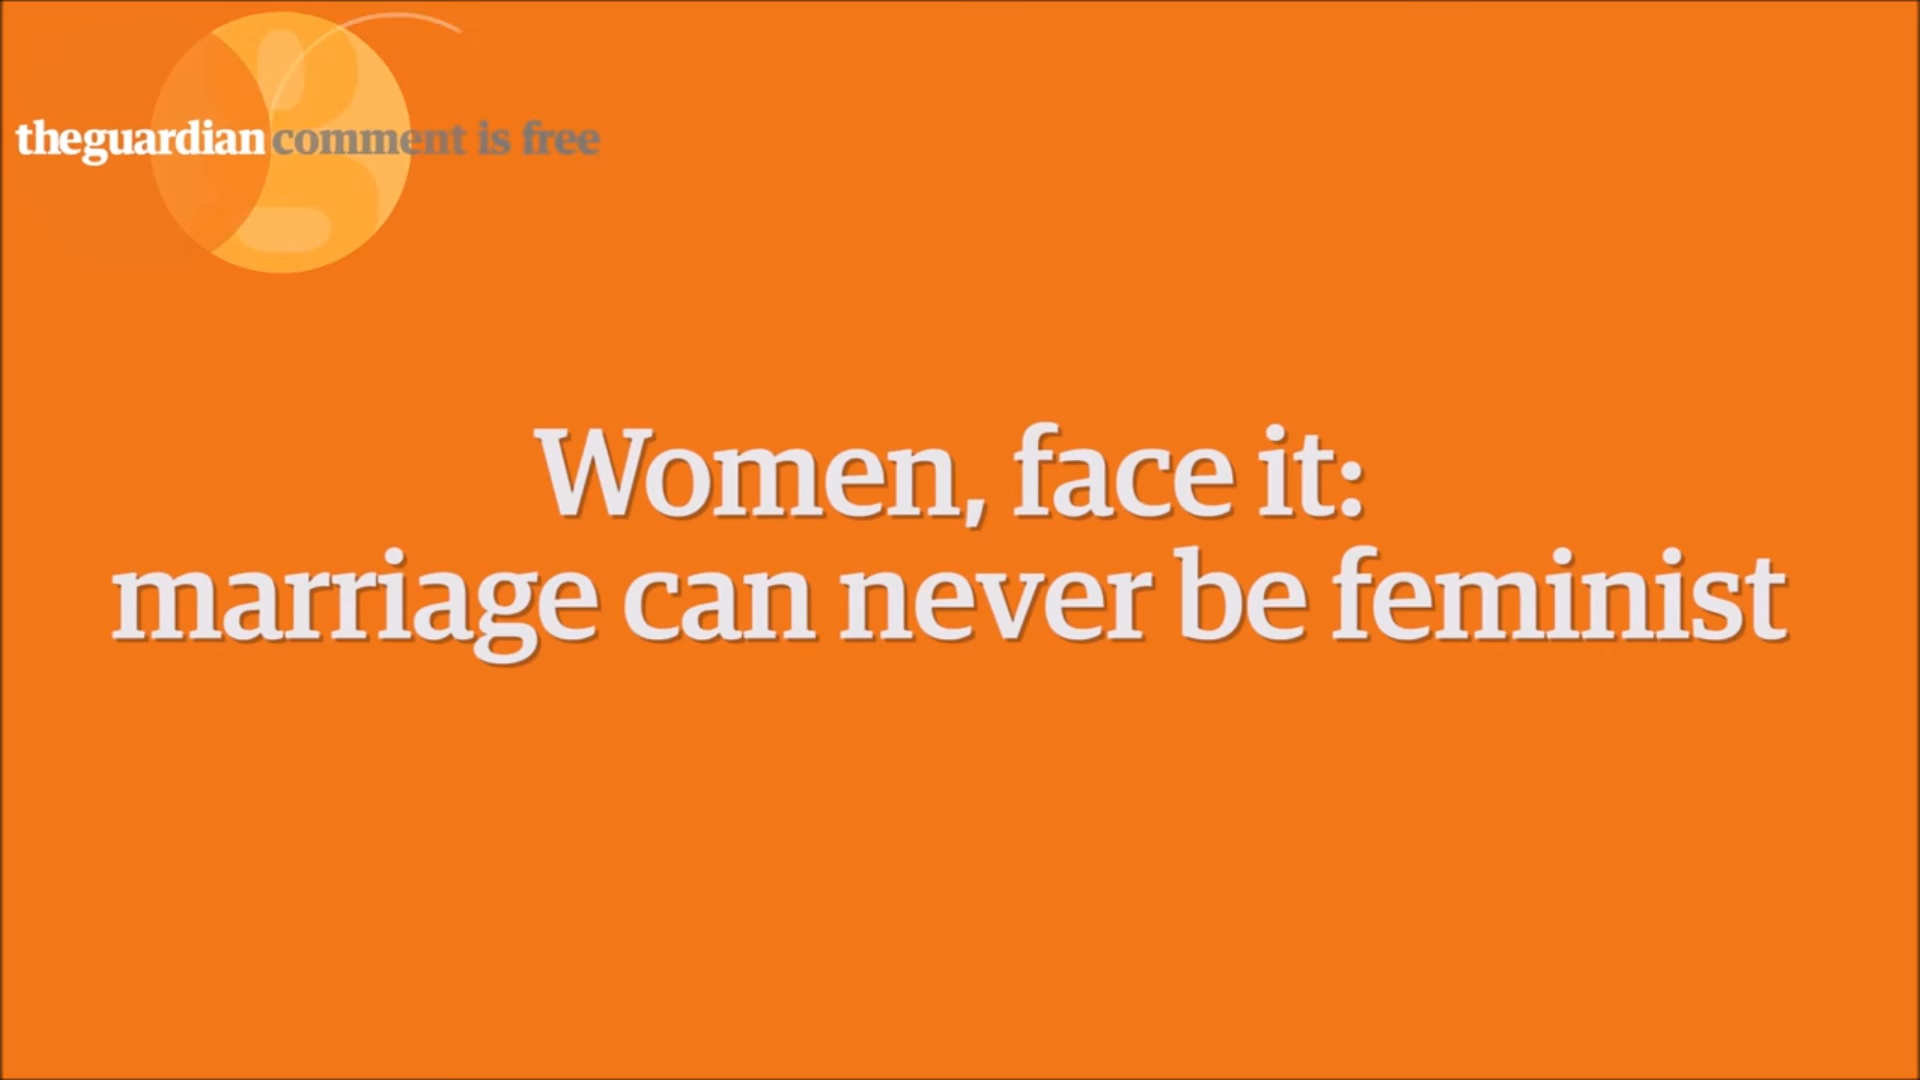 theguardian comment is free
Women, face it:
marriage can never be feminist